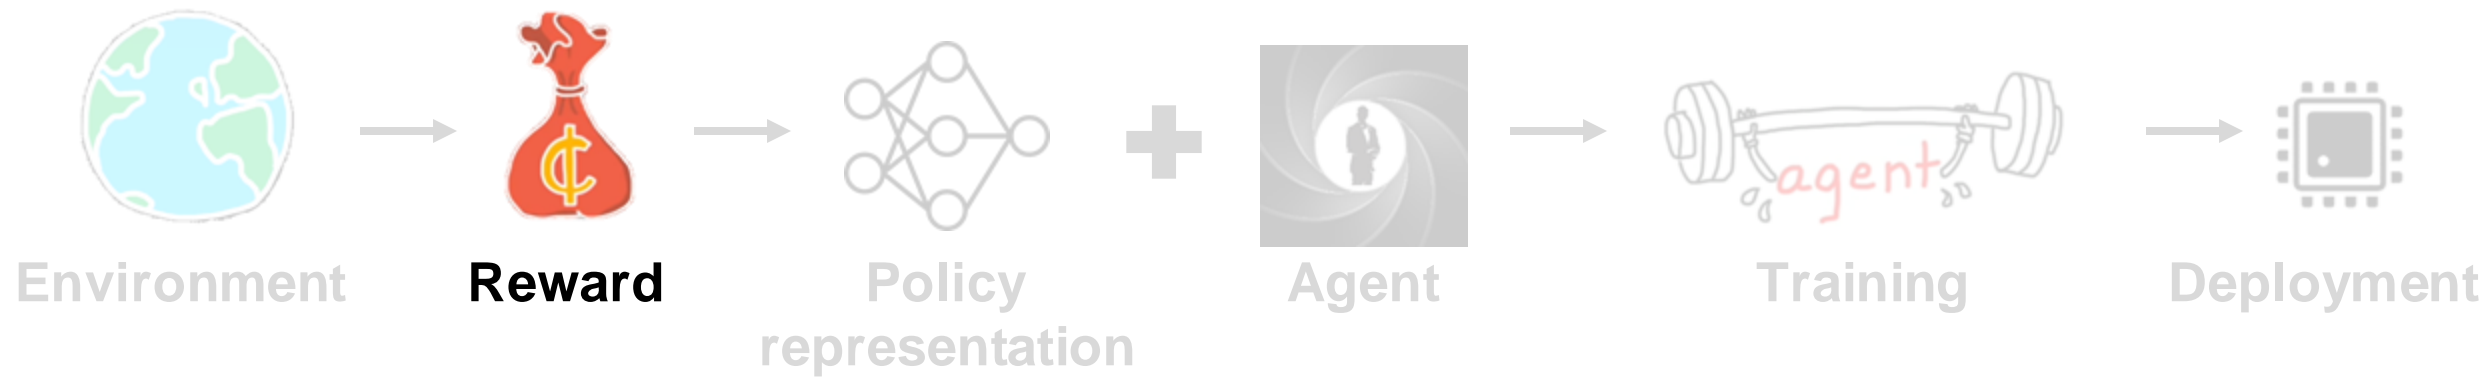 ₵
agent
Environment
Reward
Policy
representation
Agent
Training
Deployment